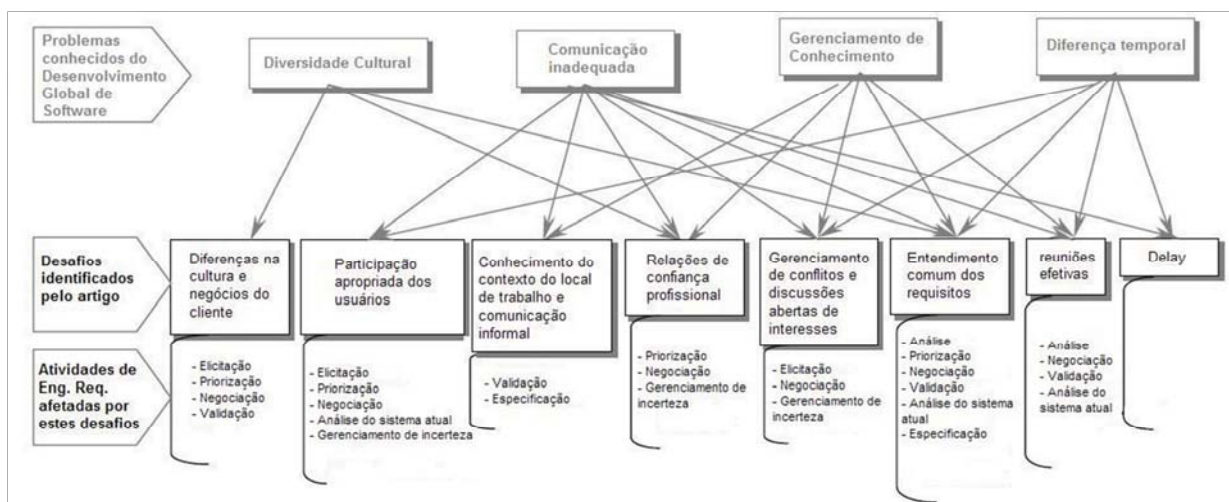 Problemas
conhecidos do
Desenvolvimento
Global de
Software
Diversidade Cultural
Comunicação
inadequada
Gerenciamento de
Conhecimento
Diferença temporal
Desafios
identificados
pelo artigo
Diferenças na
cultura e
negócios do
cliente
Participação
apropriada dos
usuários
Conhecimento do
contexto do local
de trabalho e
comunicação
informal
Relações de
confiança
profissional
Gerenciamento
de conflitos e
discussões
abertas de
interesses
Entendimento
comum dos
requisitos
reuniões
efetivas
Delay
Atividades de
Eng. Req.
afetadas por
estes desafios
- Elicitação
- Priorização
- Negociação
- Validação
- Elicitação
- Priorização
- Negociação
- Análise do sistema atual
- Gerenciamento de incerteza
- Validação
- Especificação
- Priorização
- Negociação
- Gerenciamento de
incerteza
- Elicitação
- Negociação
- Gerenciamento de
incerteza
- Análise
- Priorização
- Negociação
- Validação
- Análise do sistema
atual
- Especificação
- Análise
- Negociação
- Validação
- Análise do
sistema atual